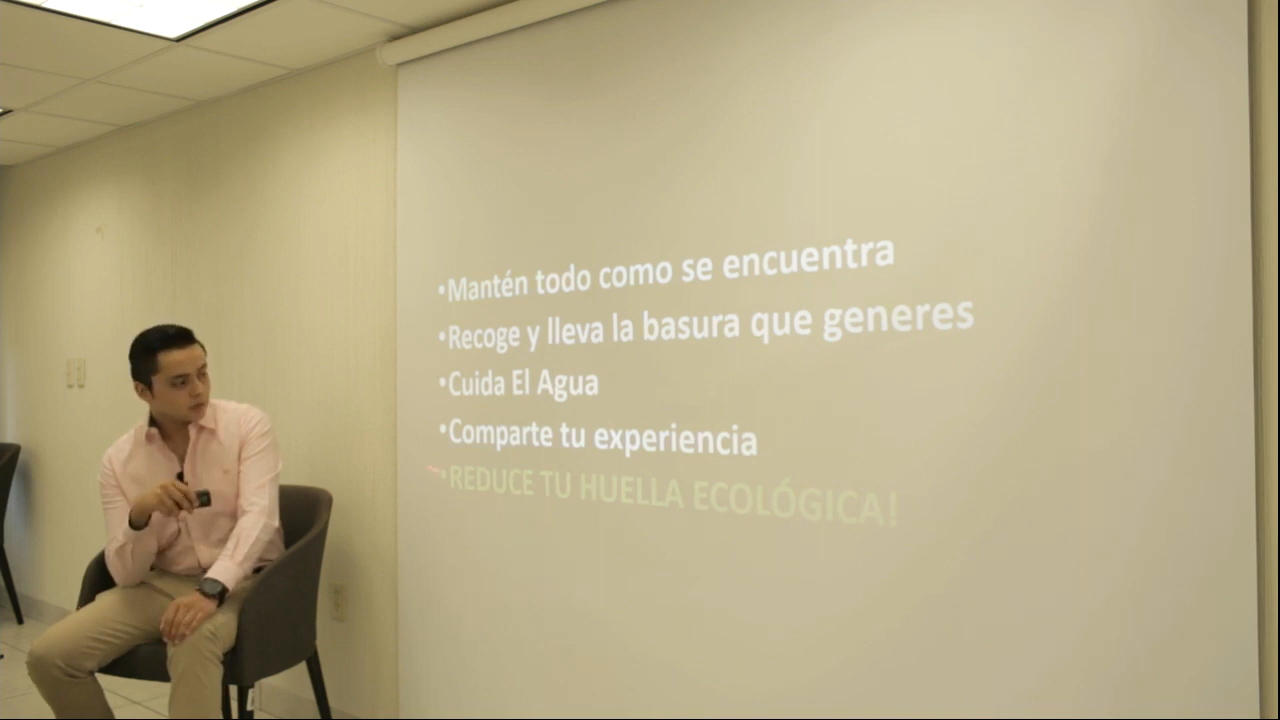 •Mantén todo como se encuentra
•Recoge y lleva la basura que generes
•Cuida El Agua
•Comparte tu experiencia
•REDUCE TU HUELLA ECOLÓGICA!